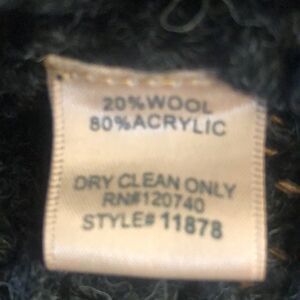 20%WOOL
80%ACRYLIC
DRY CLEAN ONLY
RN#120740
STYLE#11878